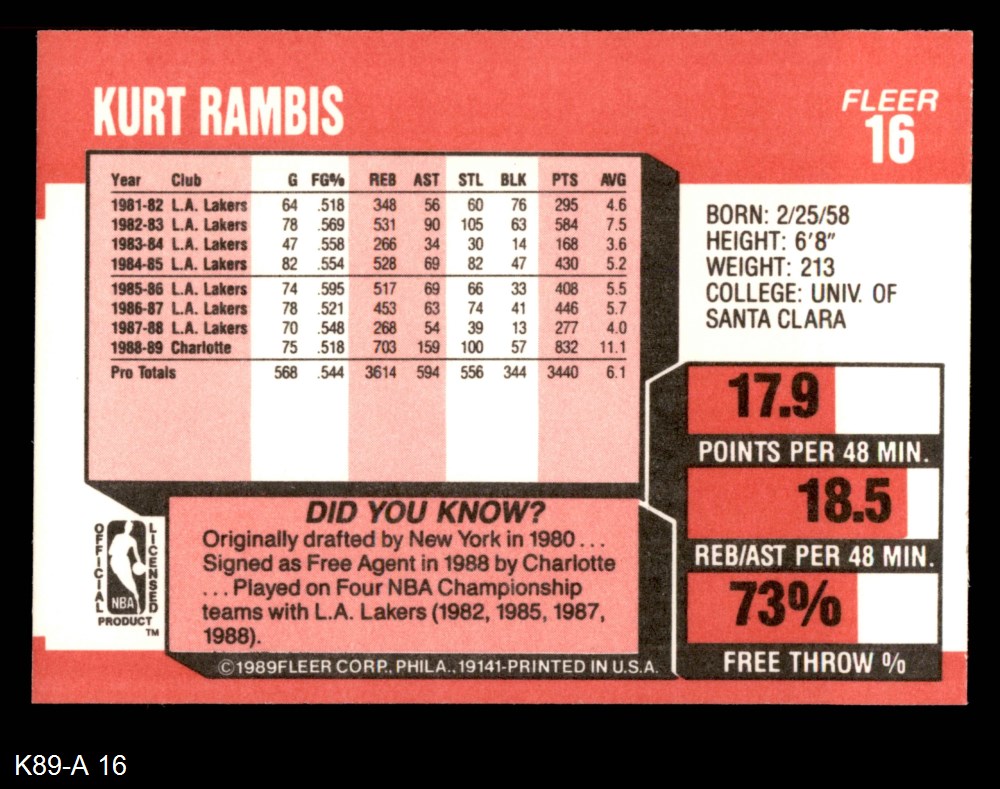 KURT RAMBIS
FLEER
16
Year Club G FG% REB AST STL BLK PTS AVG
1981-82 L.A. Lakers 64 .518 348 56 60 76 295 4.6
1982-83 L.A. Lakers 78 .569 531 90 105 63 584 7.5
1983-84 L.A. Lakers 47 .558 266 34 30 14 168 3.6
1984-85 L.A. Lakers 82 .554 528 69 82 47 430 5.2
1985-86 L.A. Lakers 74 .595 517 69 66 33 408 5.5
1986-87 L.A. Lakers 78 .521 453 63 74 41 446 5.7
1987-88 L.A. Lakers 70 .548 268 54 39 13 277 4.0
1988-89 Charlotte 75 .518 703 159 100 57 832 11.1
Pro Totals 568 .544 3614 594 556 344 3440 6.1
BORN: 2/25/58
HEIGHT: 6'8"
WEIGHT: 213
COLLEGE: UNIV. OF
SANTA CLARA
17.9
POINTS PER 48 MIN.
18.5
REB/AST PER 48 MIN.
73%
FREE THROW %
DID YOU KNOW?
Originally drafted by New York in 1980 ...
Signed as Free Agent in 1988 by Charlotte
... Played on Four NBA Championship
teams with L.A. Lakers (1982, 1985, 1987,
1988).
OFFICIAL
NBA
LICENSED
PRODUCT
TM
©1989 FLEER CORP., PHILA., 19141-PRINTED IN U.S.A.
K89-A 16